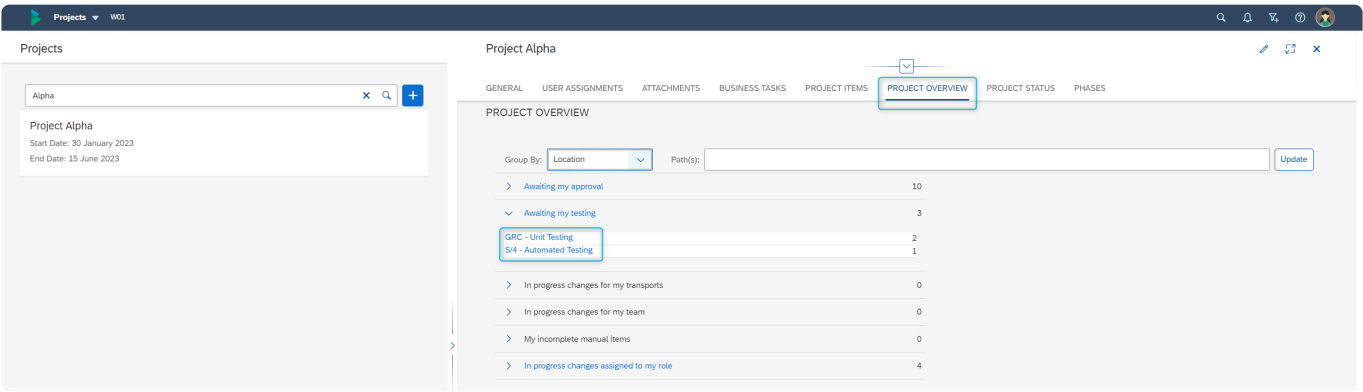 Projects W01
Projects
Alpha
Project Alpha
Start Date: 30 January 2023
End Date: 15 June 2023
Project Alpha
GENERAL USER ASSIGNMENTS ATTACHMENTS BUSINESS TASKS PROJECT ITEMS PROJECT OVERVIEW PROJECT STATUS PHASES
PROJECT OVERVIEW
Group By: Location Path(s): Update
Awaiting my approval 10
Awaiting my testing 3
GRC - Unit Testing 2
S/4 - Automated Testing 1
In progress changes for my transports 0
In progress changes for my team 0
My incomplete manual items 0
In progress changes assigned to my role 4